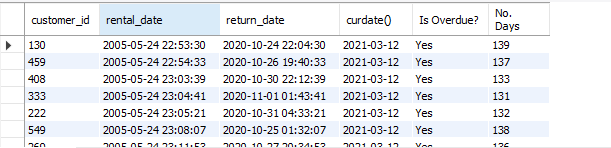 customer_id rental_date return_date curdate() Is Overdue? No. Days
130 2005-05-24 22:53:30 2020-10-24 22:04:30 2021-03-12 Yes 139
459 2005-05-24 22:54:33 2020-10-26 19:40:33 2021-03-12 Yes 137
408 2005-05-24 23:03:39 2020-10-30 22:12:39 2021-03-12 Yes 133
333 2005-05-24 23:04:41 2020-11-01 01:43:41 2021-03-12 Yes 131
222 2005-05-24 23:05:21 2020-10-31 04:33:21 2021-03-12 Yes 132
549 2005-05-24 23:08:07 2020-10-25 01:32:07 2021-03-12 Yes 138
2021-03-12 Yes